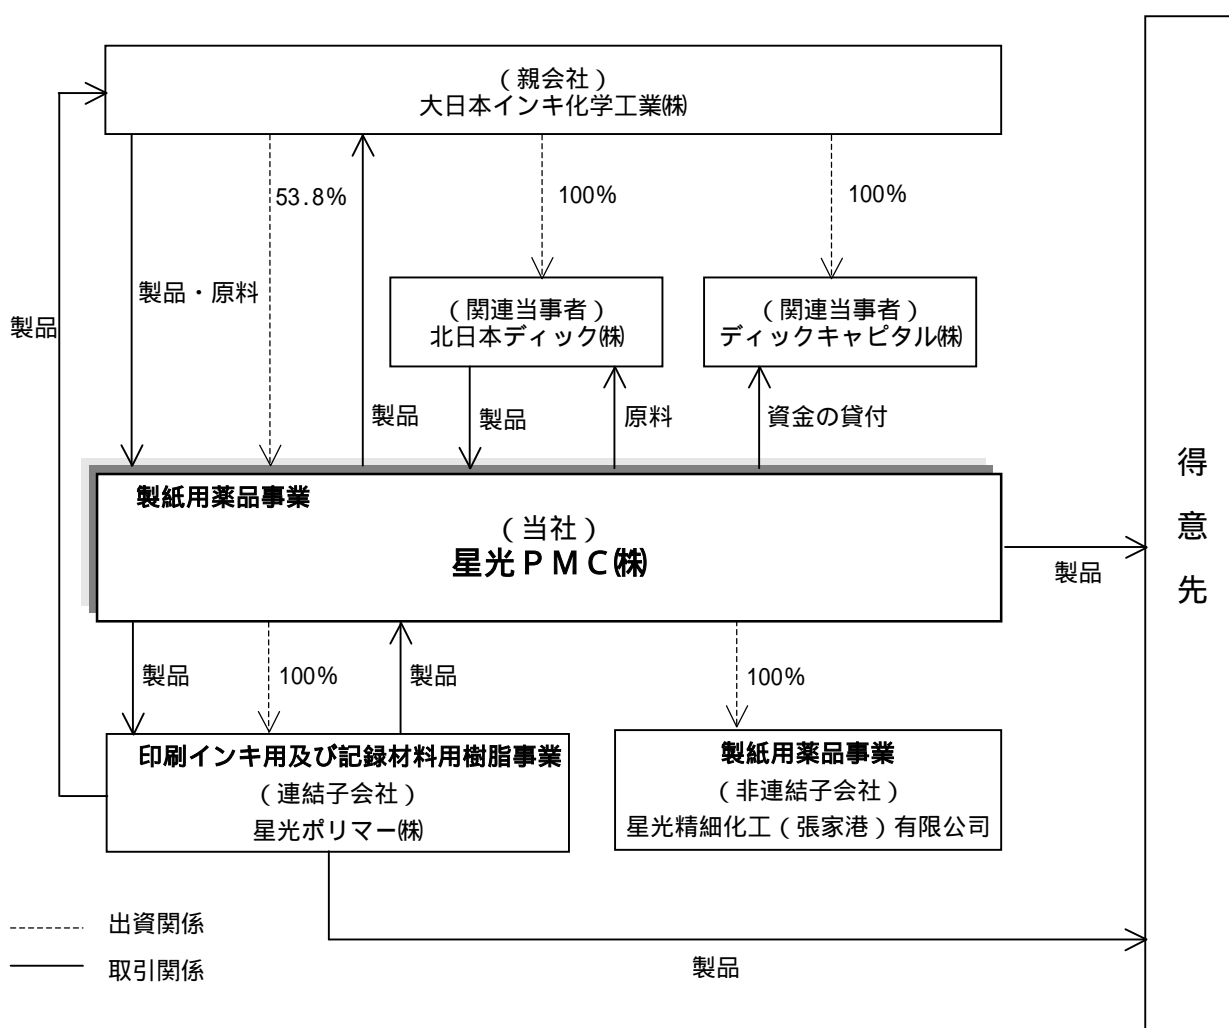 （親会社）
大日本インキ化学工業㈱
53.8%
100%
100%
製品・原料
製品
（関連当事者）
北日本ディック㈱
（関連当事者）
ディックキャピタル㈱
製品
製品
原料
資金の貸付
製紙用薬品事業
（当社）
星光ＰＭＣ㈱
製品
得意先
製品
100%
製品
100%
印刷インキ用及び記録材料用樹脂事業
（連結子会社）
星光ポリマー㈱
製紙用薬品事業
（非連結子会社）
星光精細化工（張家港）有限公司
出資関係
取引関係
製品